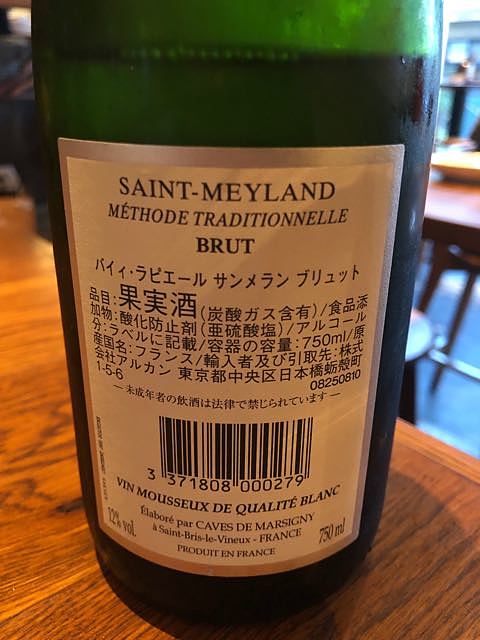 SAINT-MEYLAND
MÉTHODE TRADITIONNELLE
BRUT
バイィ・ラピエール サンメラン ブリュット
品目:果実酒(炭酸ガス含有)/食品添
加物:酸化防止剤(亜硫酸塩)/アルコール
分:ラベルに記載/容器の容量:750ml/原
産国名:フランス/輸入者及び引取先:株式
会社アルカン 東京都中央区日本橋蛎殻町
1-5-6 08250810
― 未成年者の飲酒は法律で禁じられています ―
3 371808 000279
VIN MOUSSEUX DE QUALITÉ BLANC
12% vol. Élaboré par CAVES DE MARSIGNY 750 ml
à Saint-Bris-le-Vineux - FRANCE
PRODUIT EN FRANCE